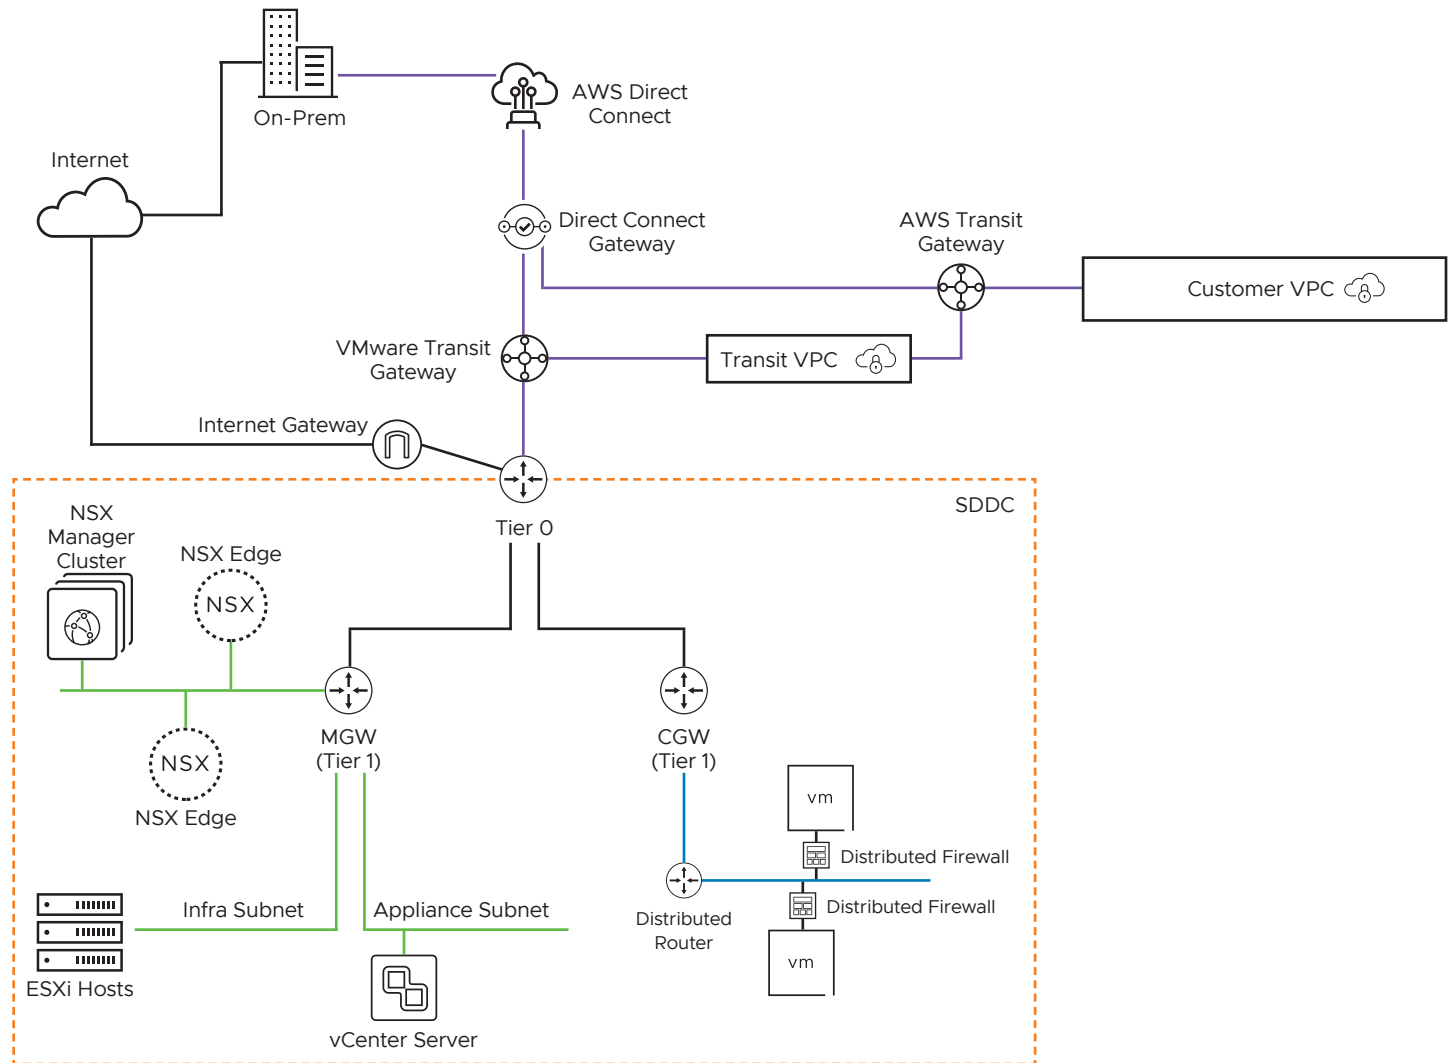 On-Prem
AWS Direct
Connect
Internet
Direct Connect
Gateway
AWS Transit
Gateway
Customer VPC
VMware Transit
Gateway
Transit VPC
Internet Gateway
SDDC
Tier 0
NSX
Manager
Cluster
NSX Edge
NSX
MGW
(Tier 1)
CGW
(Tier 1)
NSX
NSX Edge
vm
Distributed Firewall
Infra Subnet
Appliance Subnet
Distributed Firewall
Distributed
Router
vm
ESXi Hosts
vCenter Server